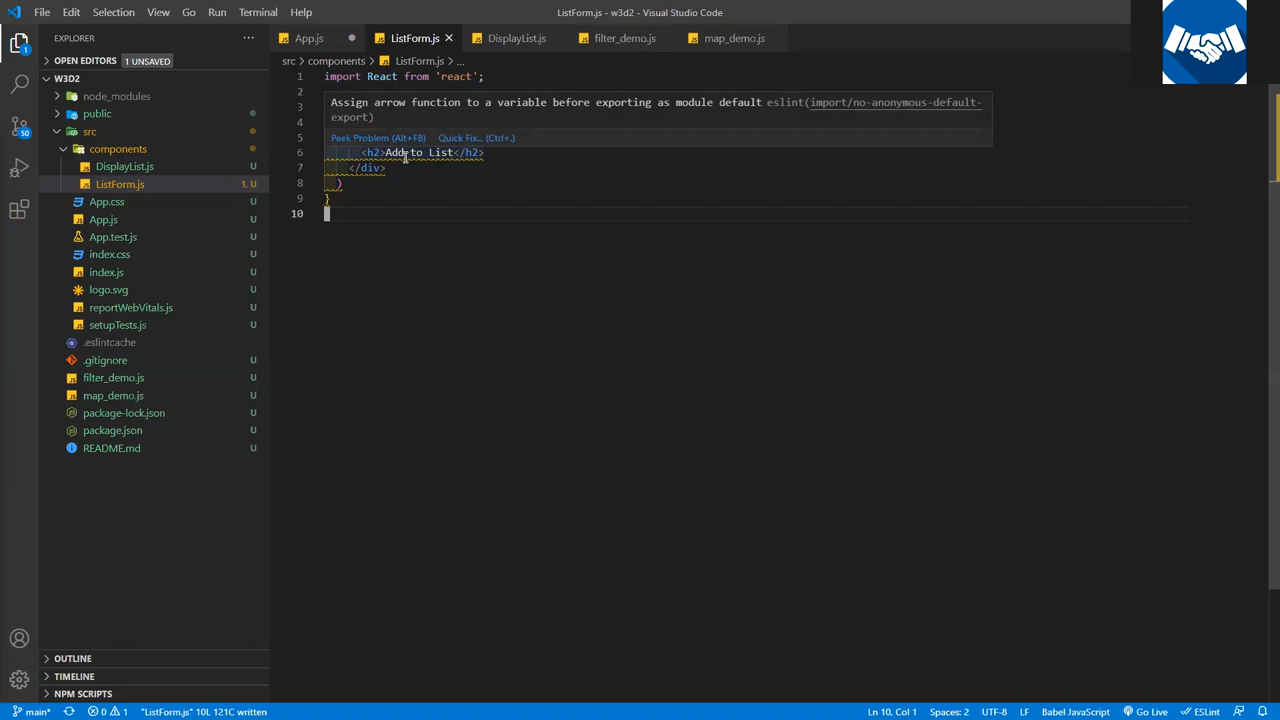 File Edit Selection View Go Run Terminal Help
ListForm.js - w3d2 - Visual Studio Code
EXPLORER
OPEN EDITORS 1 UNSAVED
W3D2
node_modules
public
src
components
DisplayList.js U
ListForm.js 1, U
App.css U
App.js U
App.test.js U
index.css U
index.js U
logo.svg U
reportWebVitals.js U
setupTests.js U
.eslintcache
.gitignore U
filter_demo.js U
map_demo.js U
package-lock.json U
package.json U
README.md U
OUTLINE
TIMELINE
NPM SCRIPTS
1
50
App.js ListForm.js DisplayList.js filter_demo.js map_demo.js
src components ListForm.js ...
1 import React from 'react';
2
3
4
5
Assign arrow function to a variable before exporting as module default eslint(import/no-anonymous-default-
export)
Peek Problem (Alt+F8) Quick Fix... (Ctrl+.)
6 <h2>Add to List</h2>
7 </div>
8 )
9 }
10
main* 0 1 "ListForm.js" 10L 121C written
Ln 10, Col 1 Spaces: 2 UTF-8 LF Babel JavaScript Go Live ESLint